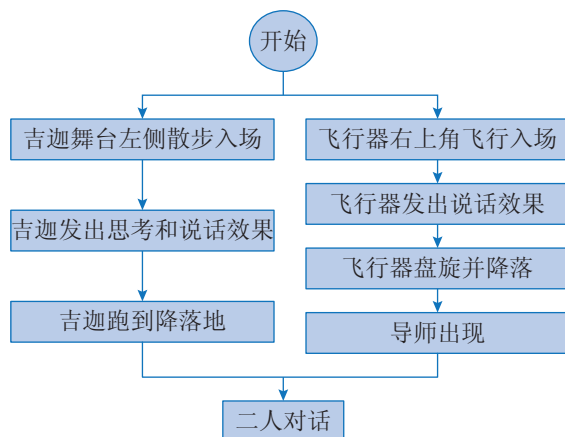 开始
吉迦舞台左侧散步入场
吉迦发出思考和说话效果
吉迦跑到降落地
飞行器右上角飞行入场
飞行器发出说话效果
飞行器盘旋并降落
导师出现
二人对话